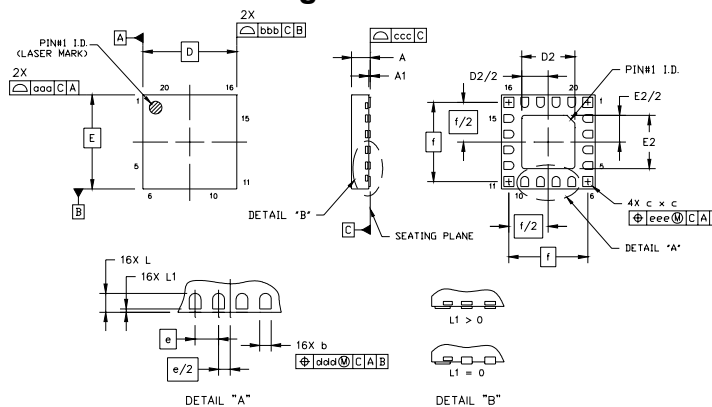 2X
bbb C B
A
D
PIN#1 I.D.
(LASER MARK)
2X
aaa C A
20
16
1
15
E
5
11
6
10
B
ccc C
A
A1
DETAIL "B"
C
SEATING PLANE
D2
D2/2
PIN#1 I.D.
16
20
1
15
E2/2
f/2
f
E2
5
11
10
6
4X c x c
eee M C A
f/2
DETAIL "A"
f
16X L
16X L1
e
16X b
ddd M C A B
e/2
DETAIL "A"
L1 > 0
L1 = 0
DETAIL "B"